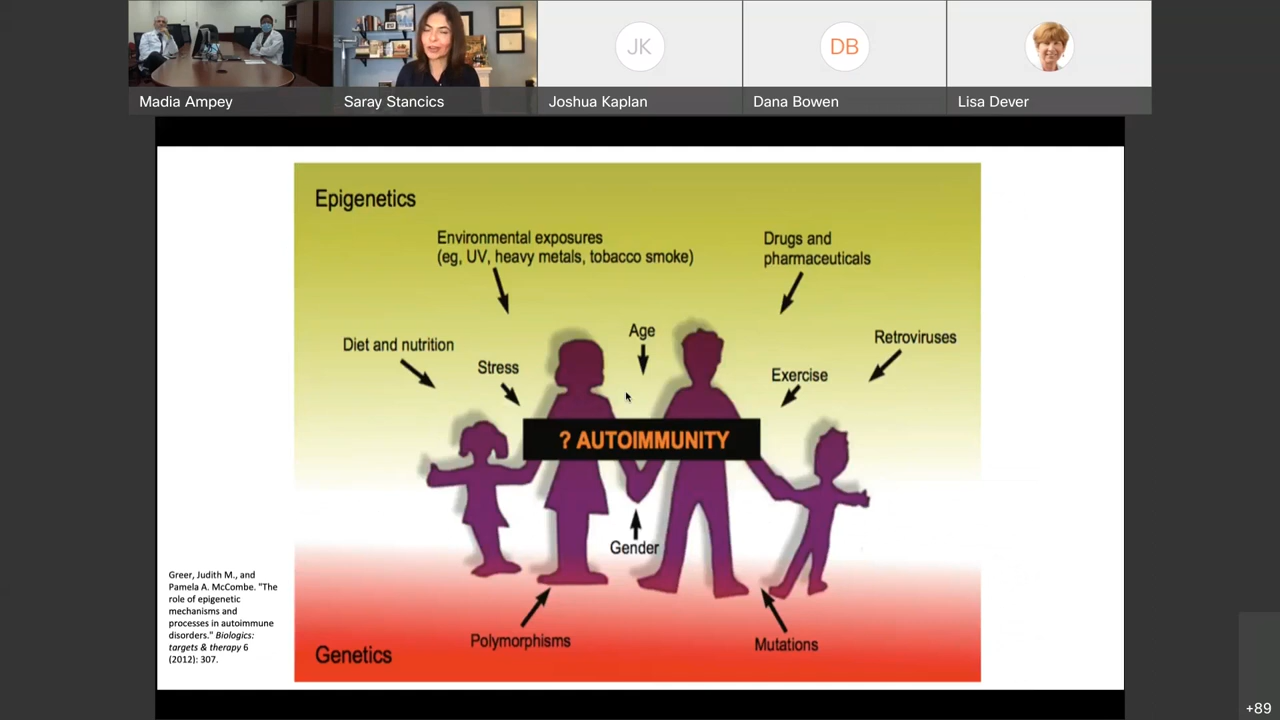 Madia Ampey
Saray Stancics
JK
Joshua Kaplan
DB
Dana Bowen
Lisa Dever
Epigenetics
Environmental exposures
(eg, UV, heavy metals, tobacco smoke)
Drugs and
pharmaceuticals
Age
Retroviruses
Diet and nutrition
Stress
Exercise
? AUTOIMMUNITY
Gender
Greer, Judith M., and
Pamela A. McCombe. "The
role of epigenetic
mechanisms and
processes in autoimmune
disorders." Biologics:
targets & therapy 6
(2012): 307.
Polymorphisms
Mutations
Genetics
+89